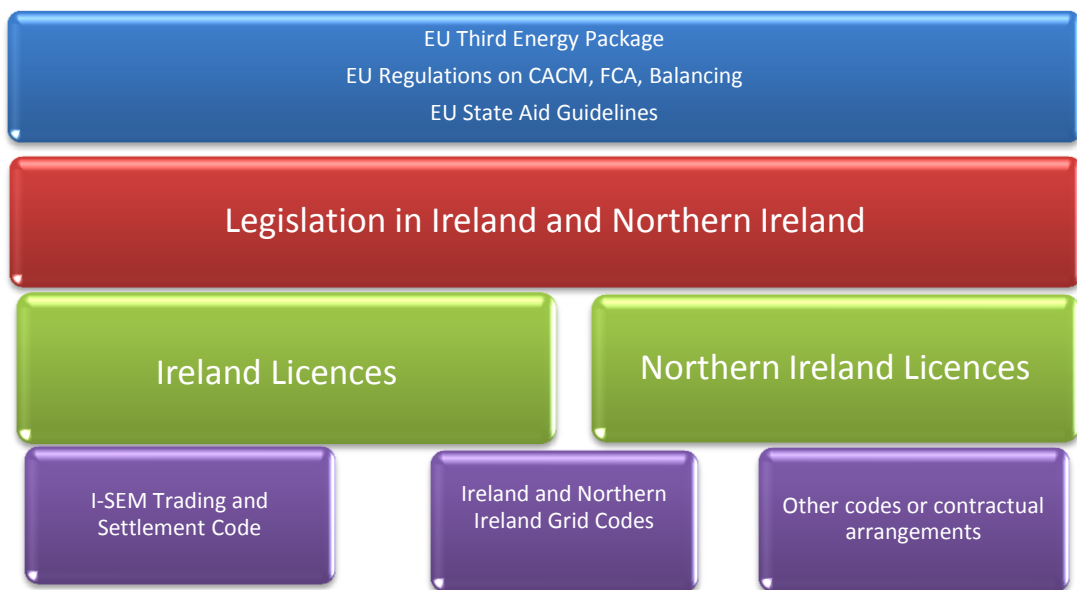 EU Third Energy Package
EU Regulations on CACM, FCA, Balancing
EU State Aid Guidelines
Legislation in Ireland and Northern Ireland
Ireland Licences
Northern Ireland Licences
I-SEM Trading and
Settlement Code
Ireland and Northern
Ireland Grid Codes
Other codes or contractual
arrangements